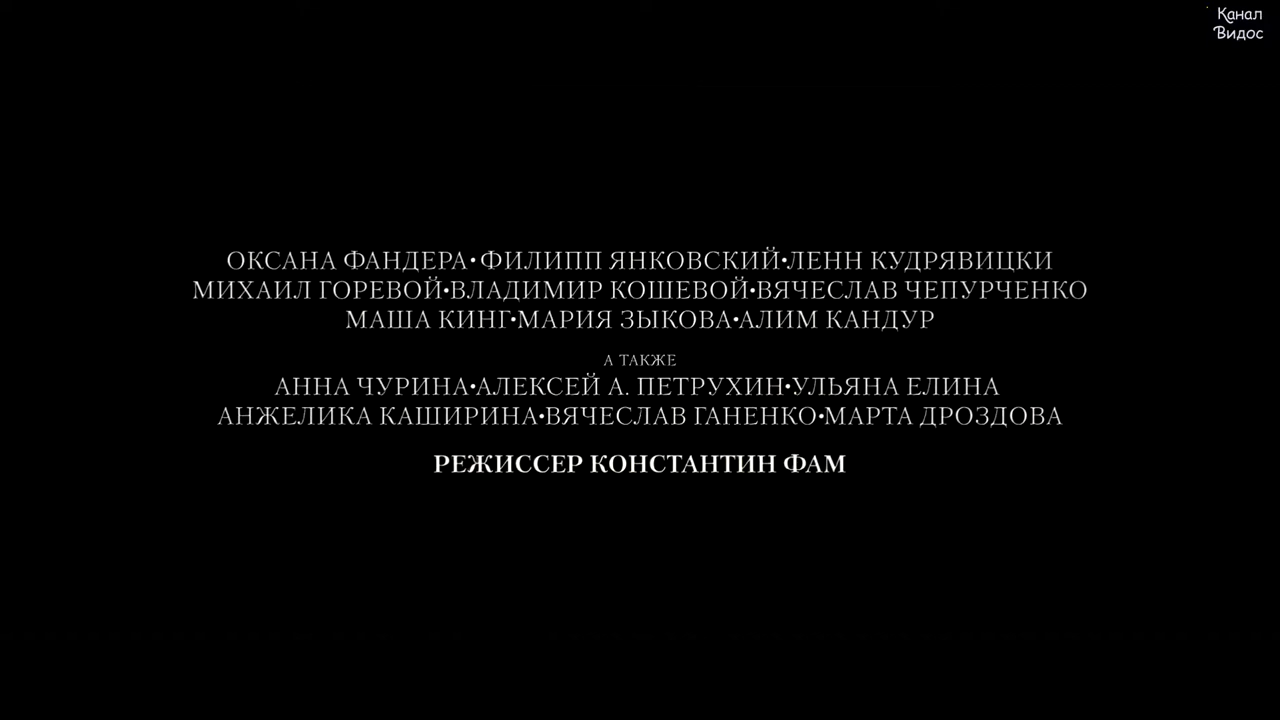 Канал
Видос
ОКСАНА ФАНДЕРА•ФИЛИПП ЯНКОВСКИЙ•ЛЕНН КУДРЯВИЦКИ
МИХАИЛ ГОРЕВОЙ•ВЛАДИМИР КОШЕВОЙ•ВЯЧЕСЛАВ ЧЕПУРЧЕНКО
МАША КИНГ•МАРИЯ ЗЫКОВА•АЛИМ КАНДУР
А ТАКЖЕ
АННА ЧУРИНА•АЛЕКСЕЙ А. ПЕТРУХИН•УЛЬЯНА ЕЛИНА
АНЖЕЛИКА КАШИРИНА•ВЯЧЕСЛАВ ГАНЕНКО•МАРТА ДРОЗДОВА
РЕЖИССЕР КОНСТАНТИН ФАМ